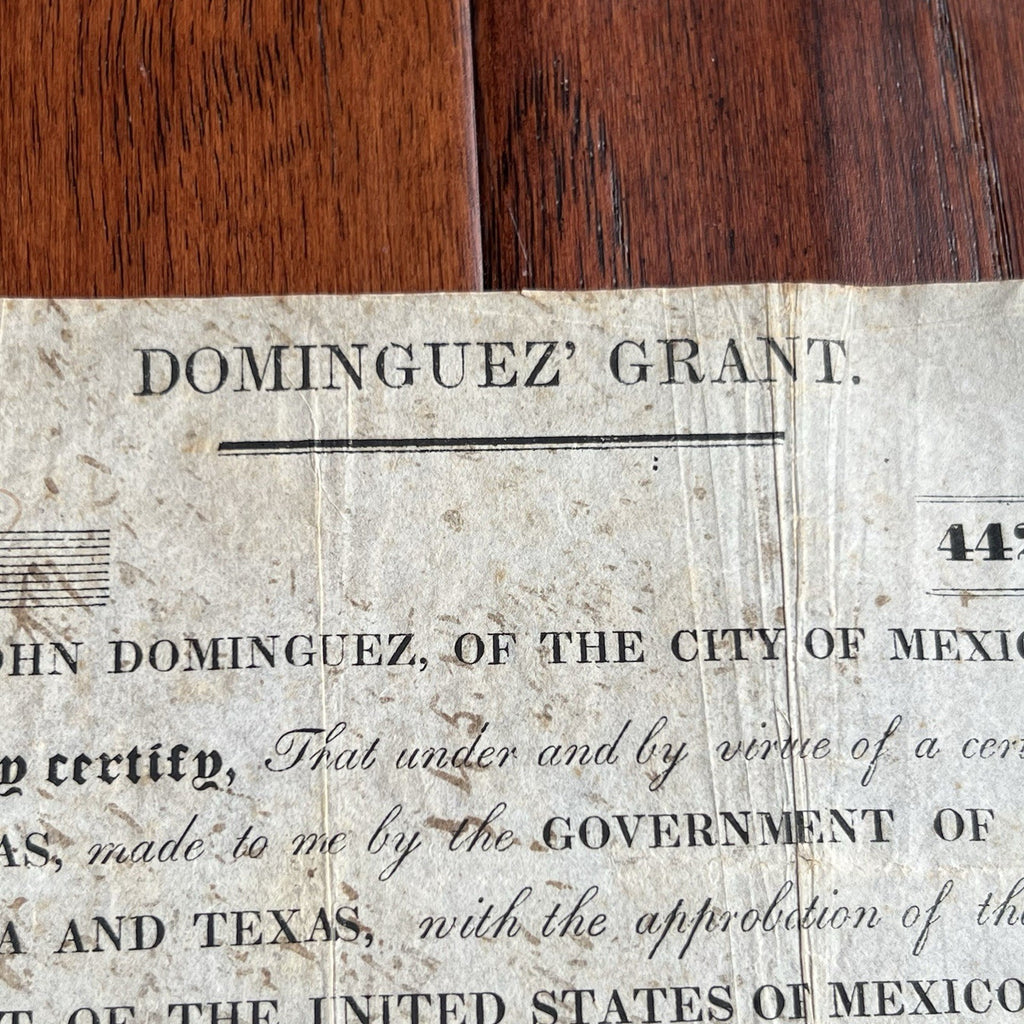 DOMINGUEZ' GRANT.
442
OHN DOMINGUEZ, OF THE CITY OF MEXIC
y certify, That under and by virtue of a cer
AS, made to me by the GOVERNMENT OF
A AND TEXAS, with the approbation of th
T OF THE UNITED STATES OF MEXICO